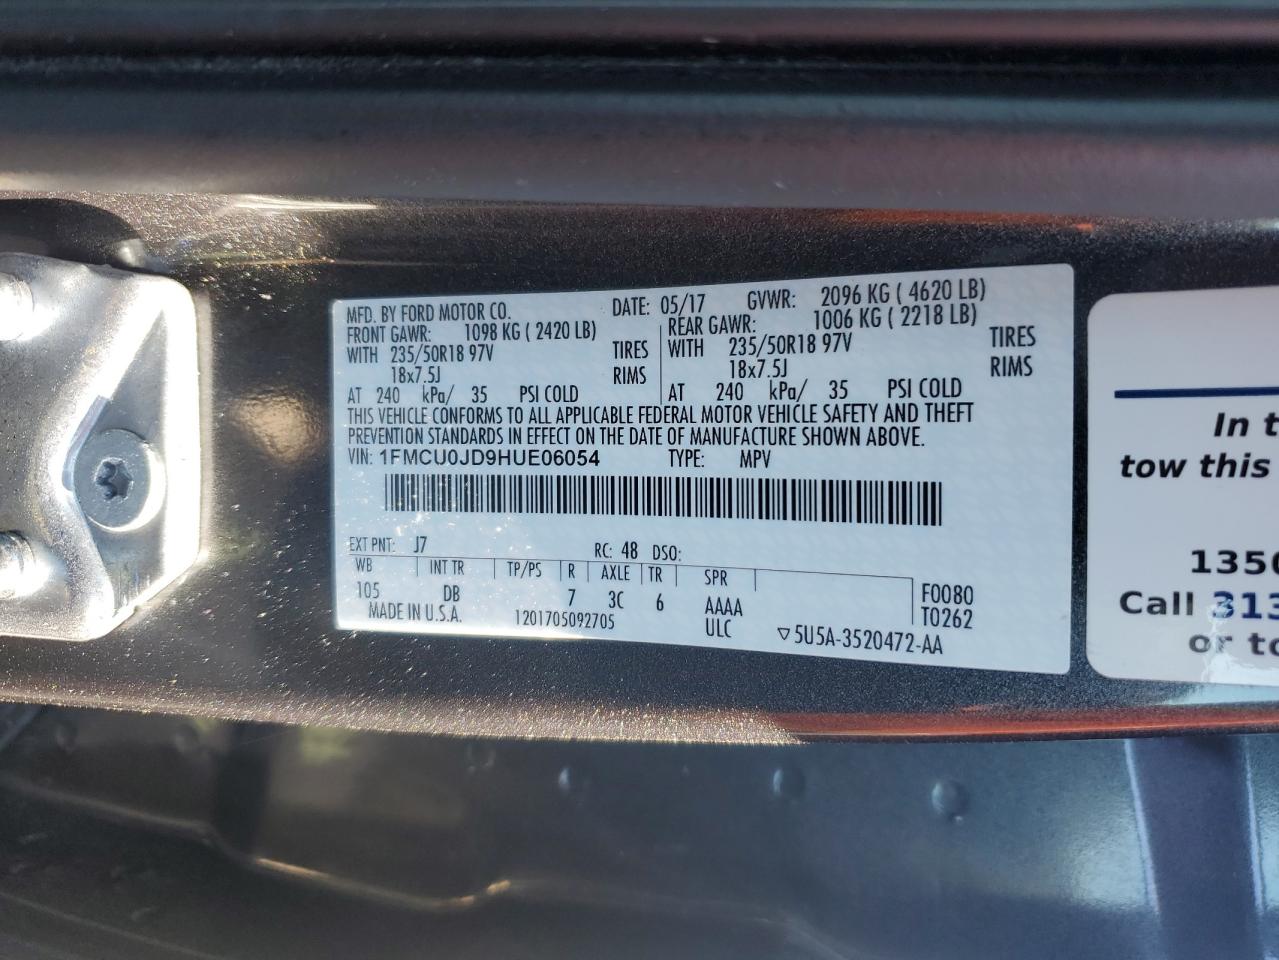 MFD. BY FORD MOTOR CO. DATE: 05/17 GVWR: 2096 KG ( 4620 LB)
FRONT GAWR: 1098 KG ( 2420 LB) REAR GAWR: 1006 KG ( 2218 LB)
WITH 235/50R18 97V TIRES WITH 235/50R18 97V TIRES
18x7.5J RIMS 18x7.5J RIMS
AT 240 kPa/ 35 PSI COLD AT 240 kPa/ 35 PSI COLD
THIS VEHICLE CONFORMS TO ALL APPLICABLE FEDERAL MOTOR VEHICLE SAFETY AND THEFT
PREVENTION STANDARDS IN EFFECT ON THE DATE OF MANUFACTURE SHOWN ABOVE.
VIN: 1FMCU0JD9HUE06054 TYPE: MPV
EXT PNT: J7 RC: 48 DSO:
WB INT TR TP/PS R AXLE TR SPR
105 DB 7 3C 6 AAAA F0080
MADE IN U.S.A. 1201705092705 ULC ▽5U5A-3520472-AA T0262
In t
tow this
1350
Call 313
or to